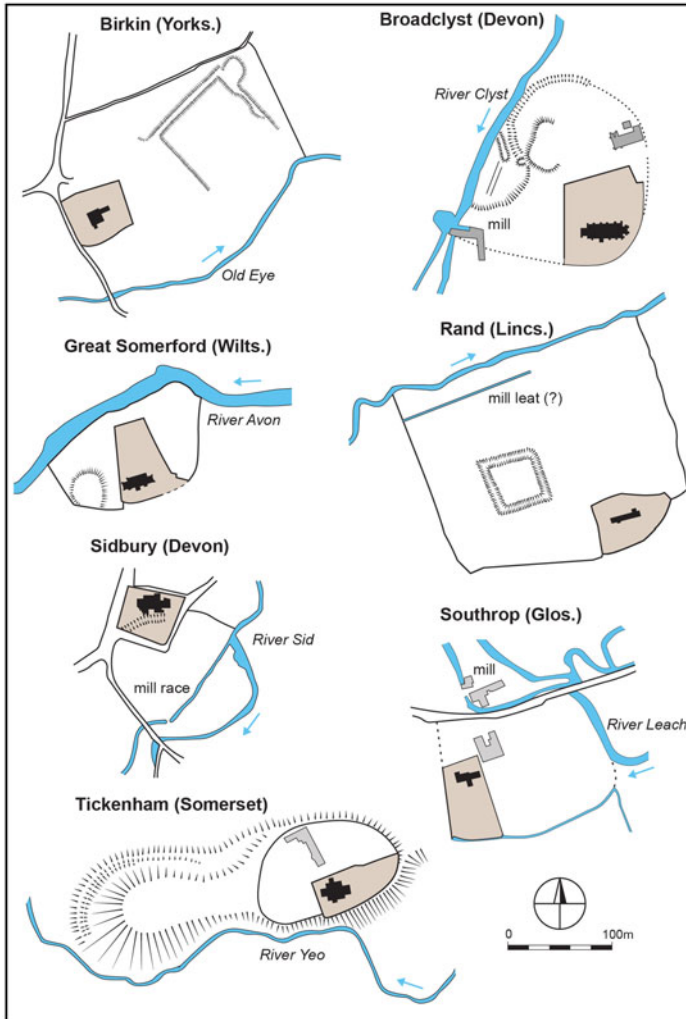 Birkin (Yorks.)
Broadclyst (Devon)
River Clyst
mill
Old Eye
Great Somerford (Wilts.)
River Avon
Rand (Lincs.)
mill leat (?)
Sidbury (Devon)
River Sid
mill race
Southrop (Glos.)
mill
River Leach
Tickenham (Somerset)
River Yeo
0 100m